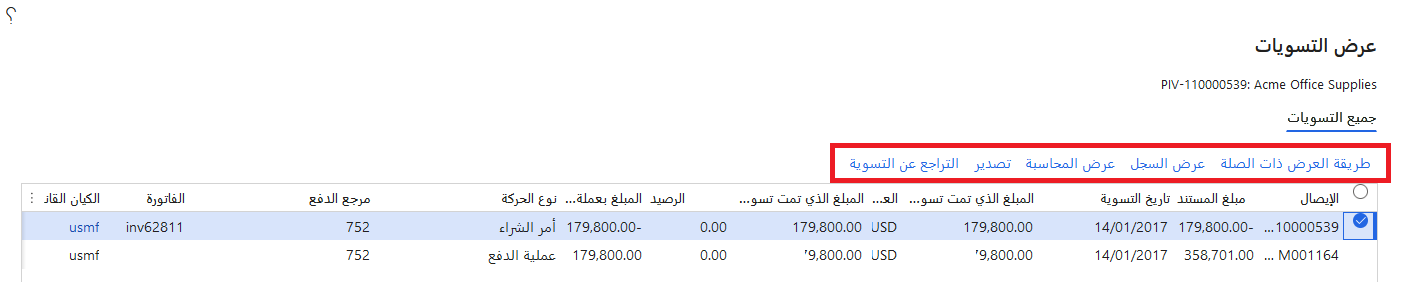 ؟
عرض التسويات
PIV-110000539: Acme Office Supplies
جميع التسويات
طريقة العرض ذات الصلة عرض السجل عرض المحاسبة تصدير التراجع عن التسوية
الإيصال مبلغ المستند تاريخ التسوية المبلغ الذي تمت تسو... العـ... المبلغ الذي تمت تسو... الرصيد المبلغ بعملة... نوع الحركة مرجع الدفع الفاتورة الكيان القان
10000539... 179,800.00- 14/01/2017 179,800.00 USD 179,800.00 0.00 179,800.00- أمر الشراء 752 inv62811 usmf
M001164... 358,701.00 14/01/2017 79,800.00 USD 79,800.00 0.00 179,800.00 عملية الدفع 752 usmf